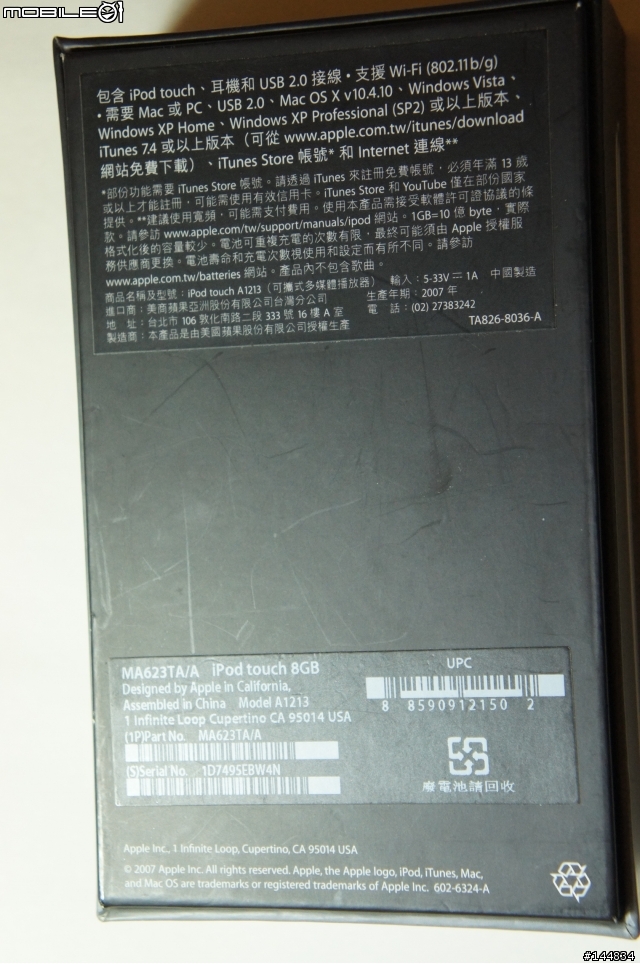 MOBILE01
包含 iPod touch、耳機和 USB 2.0 接線・支援 Wi-Fi (802.11b/g)
・需要 Mac 或 PC、USB 2.0、Mac OS X v10.4.10、Windows Vista、
Windows XP Home、Windows XP Professional (SP2) 或以上版本、
iTunes 7.4 或以上版本（可從 www.apple.com.tw/itunes/download
網站免費下載）、iTunes Store 帳號* 和 Internet 連線**
*部份功能需要 iTunes Store 帳號。請透過 iTunes 來註冊免費帳號，必須年滿 13 歲
或以上才能註冊，可能需使用有效信用卡。iTunes Store 和 YouTube 僅在部份國家
提供。**建議使用寬頻，可能需支付費用。使用本產品需接受軟體許可證協議的條
款。請參訪 www.apple.com/tw/support/manuals/ipod 網站。1GB=10 億 byte，實際
格式化後的容量較少。電池可重複充電的次數有限，最終可能須由 Apple 授權服
務供應商更換。電池壽命和充電次數視使用和設定而有所不同。請參訪
www.apple.com.tw/batteries 網站。產品內不包含歌曲。
商品名稱及型號：iPod touch A1213（可攜式多媒體播放器） 輸入：5-33V⎓1A 中國製造
進口商：美商蘋果亞洲股份有限公司台灣分公司 生產年期：2007 年
地 址：台北市 106 敦化南路二段 333 號 16 樓 A 室 電 話：(02) 27383242
製造商：本產品是由美國蘋果股份有限公司授權生產
TA826-8036-A
MA623TA/A iPod touch 8GB
Designed by Apple in California,
Assembled in China Model A1213
1 Infinite Loop Cupertino CA 95014 USA
(1P)Part No. MA623TA/A
(S)Serial No. 1D749SEBW4N
UPC
8 8590912150 2
廢電池請回收
Apple Inc., 1 Infinite Loop, Cupertino, CA 95014 USA
© 2007 Apple Inc. All rights reserved. Apple, the Apple logo, iPod, iTunes, Mac,
and Mac OS are trademarks or registered trademarks of Apple Inc. 602-6324-A
#144834